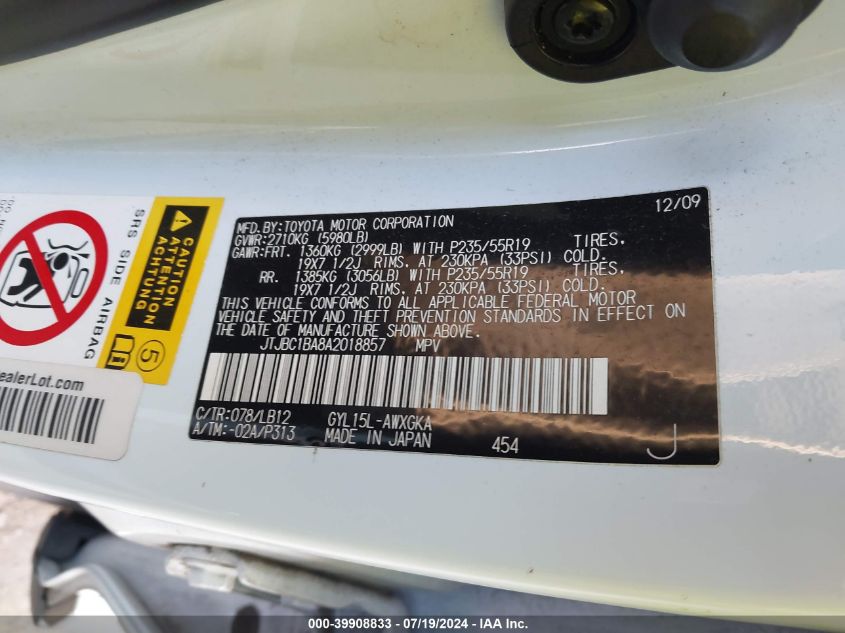 12/09
MFD.BY:TOYOTA MOTOR CORPORATION
GVWR:2710KG (5980LB)
GAWR:FRT. 1360KG (2999LB) WITH P235/55R19 TIRES,
19X7 1/2J RIMS, AT 230KPA (33PSI) COLD.
RR. 1385KG (3056LB) WITH P235/55R19 TIRES,
19X7 1/2J RIMS, AT 230KPA (33PSI) COLD.
THIS VEHICLE CONFORMS TO ALL APPLICABLE FEDERAL MOTOR
VEHICLE SAFETY AND THEFT PREVENTION STANDARDS IN EFFECT ON
THE DATE OF MANUFACTURE SHOWN ABOVE.
JTJBC1BA8A2018857 MPV
C/TR:078/LB12 GYL15L-AWXGKA
A/TM:-02A/P313 MADE IN JAPAN 454
J
SRS SIDE AIRBAG
CAUTION
ATTENTION
ACHTUNG
5
ealerLot.com
000-39908833 / 07/19/2024 - IAA Inc.